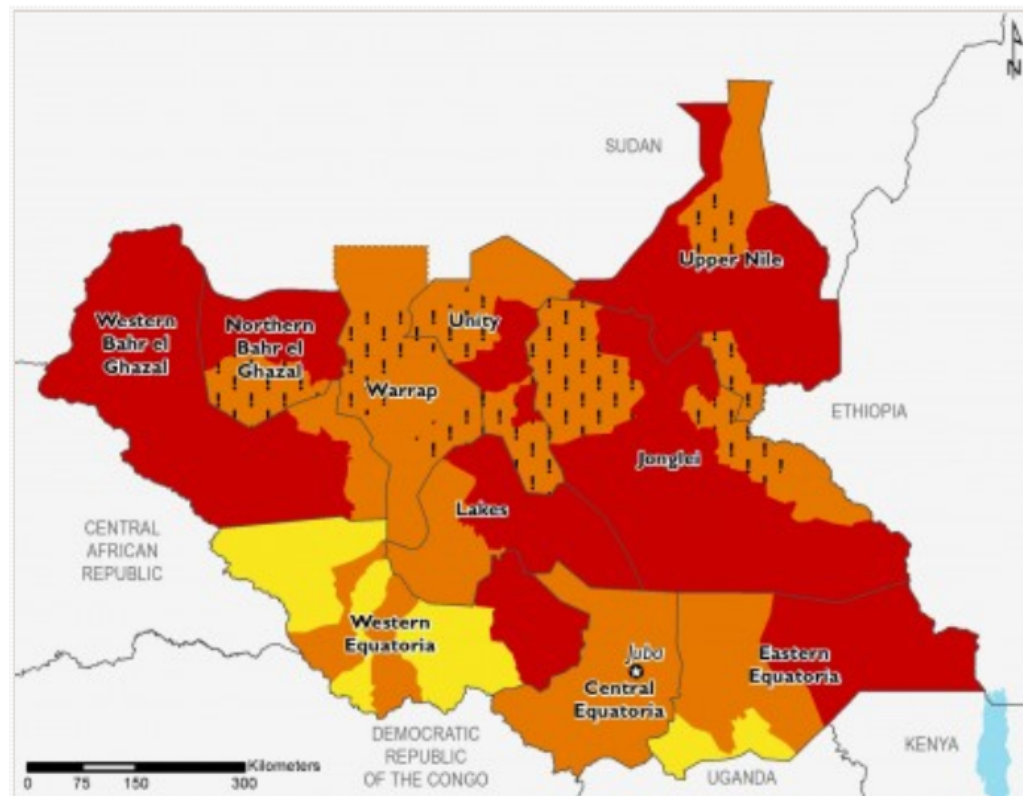 N
SUDAN
Upper Nile
Western
Bahr el
Ghazal
Northern
Bahr el
Ghazal
Unity
Warrap
ETHIOPIA
Jonglei
Lakes
CENTRAL
AFRICAN
REPUBLIC
Western
Equatoria
Juba
Eastern
Equatoria
Central
Equatoria
DEMOCRATIC
REPUBLIC
OF THE CONGO
KENYA
UGANDA
Kilometers
0 75 150 300